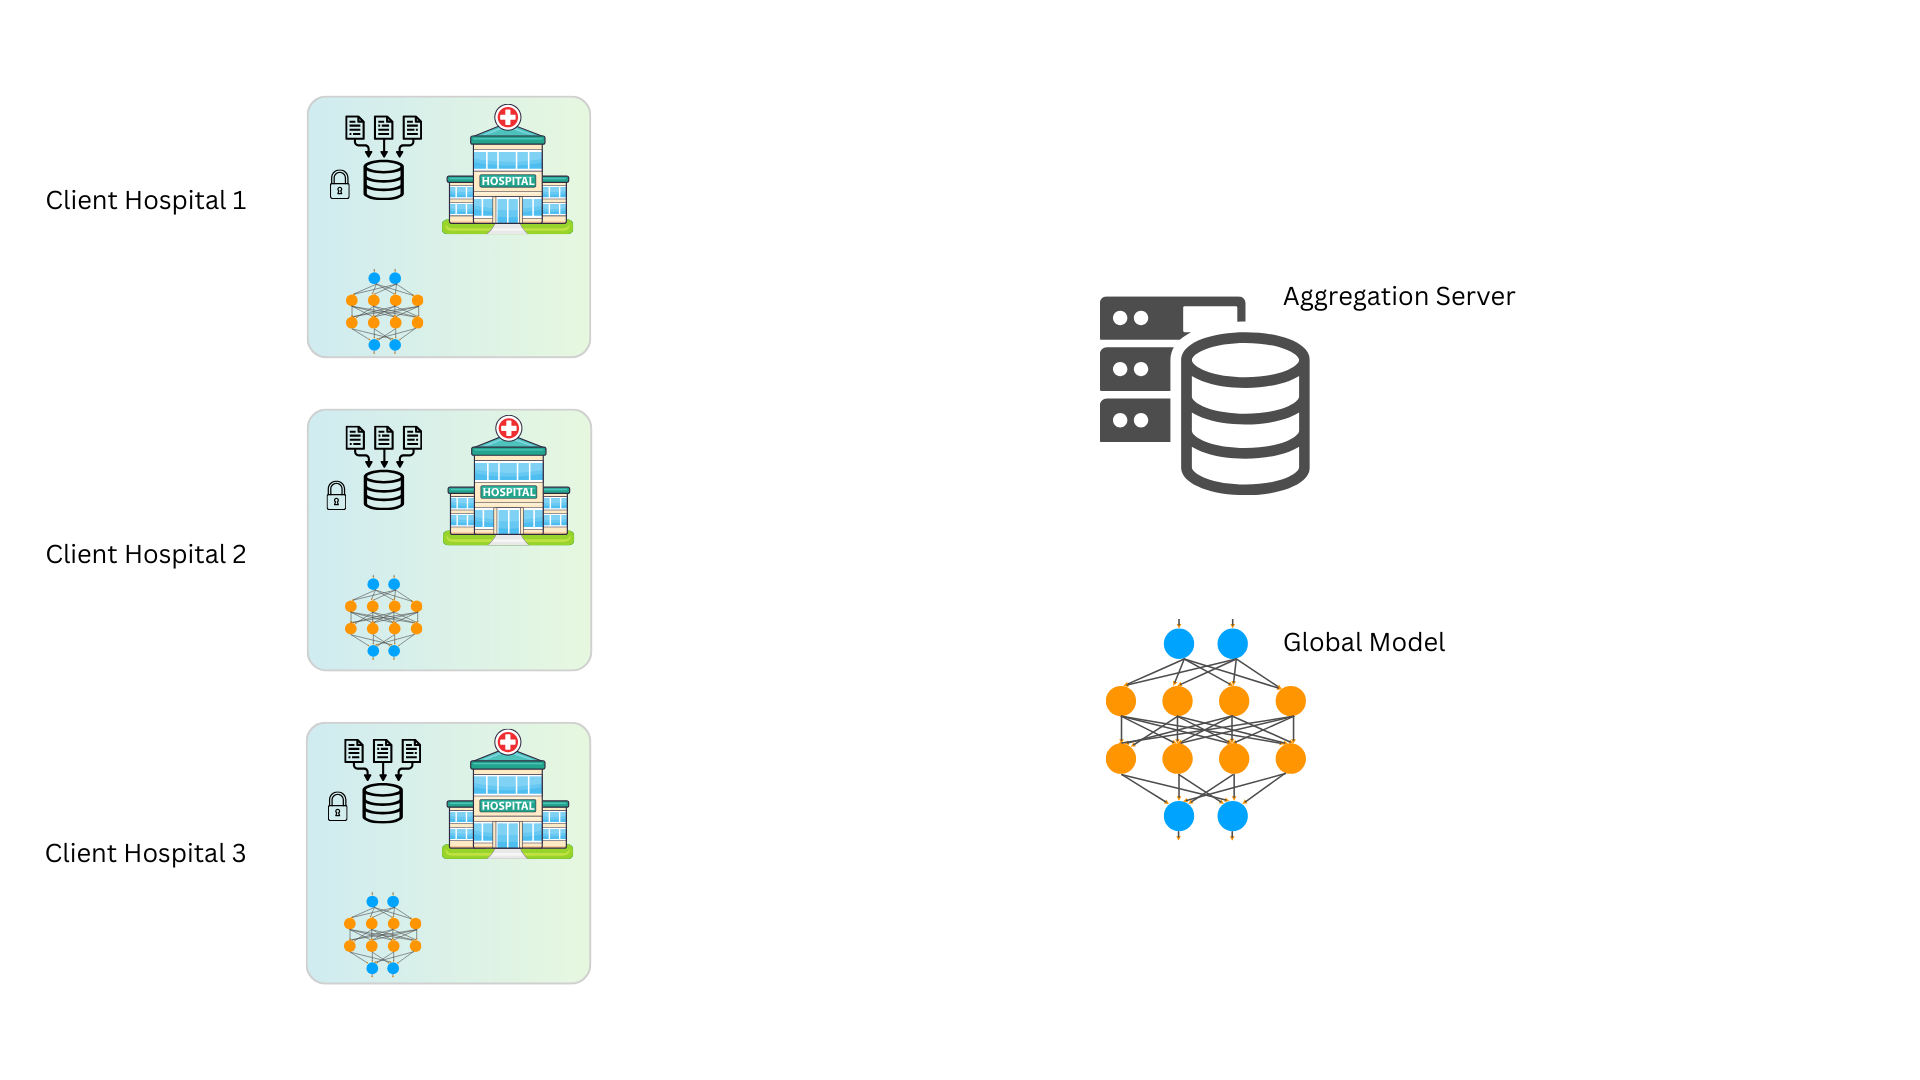 Client Hospital 1
HOSPITAL
Aggregation Server
Client Hospital 2
HOSPITAL
Global Model
Client Hospital 3
HOSPITAL